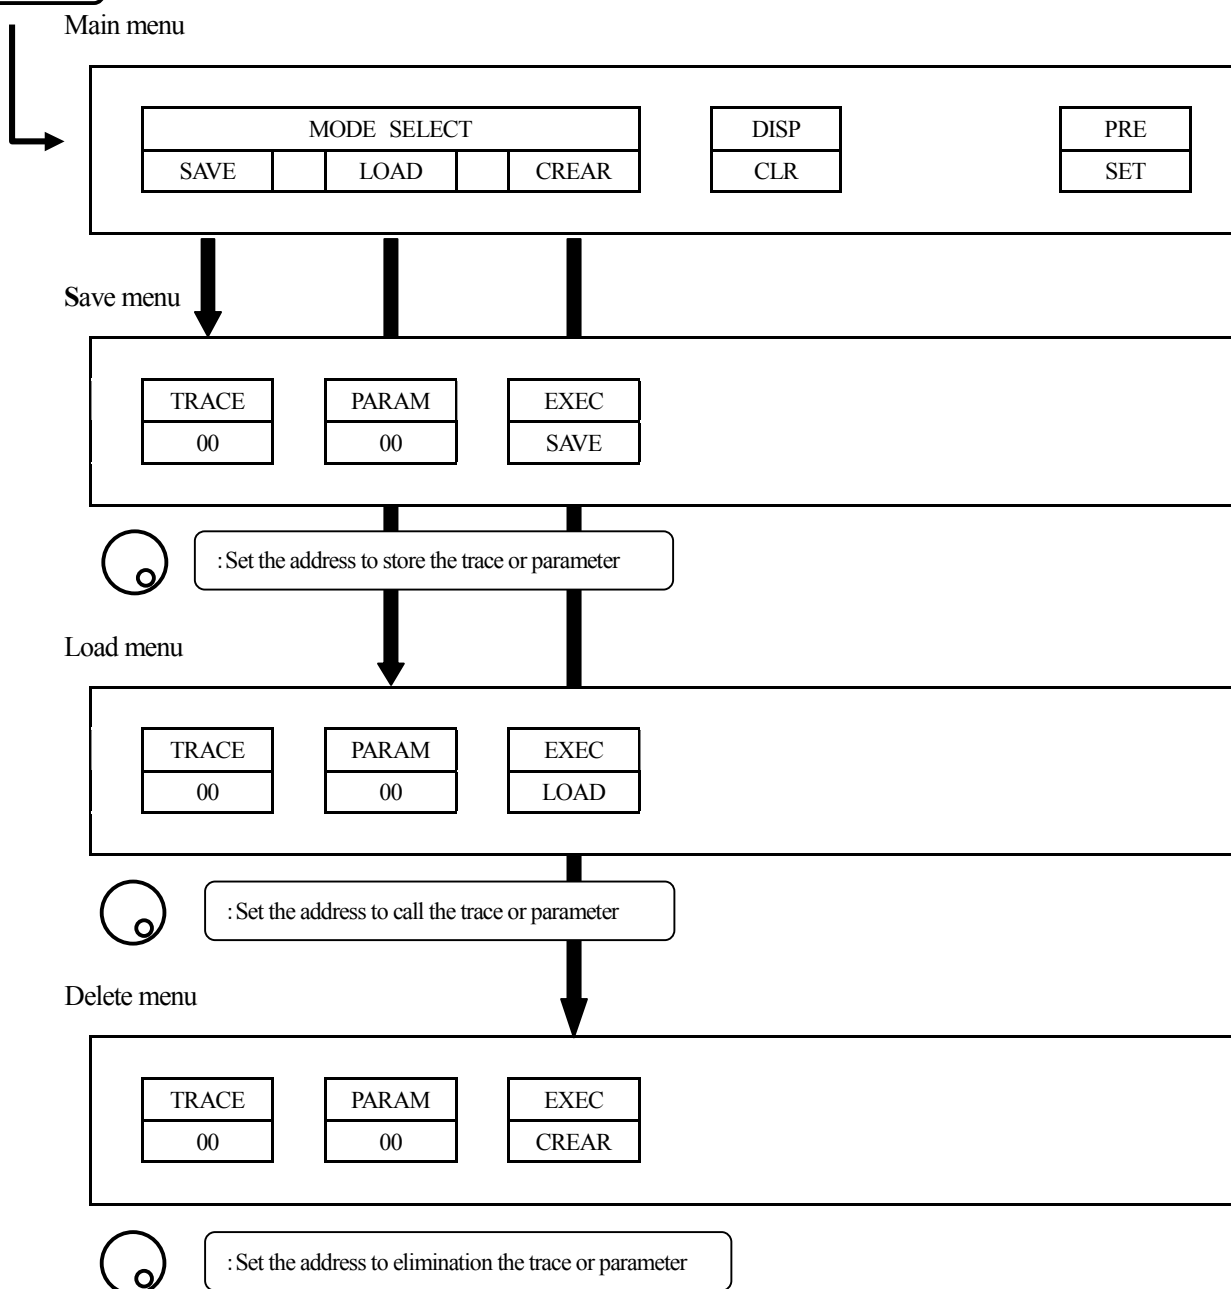 Main menu
MODE SELECT DISP PRE
SAVE LOAD CREAR CLR SET
Save menu
TRACE PARAM EXEC
00 00 SAVE
:Set the address to store the trace or parameter
Load menu
TRACE PARAM EXEC
00 00 LOAD
:Set the address to call the trace or parameter
Delete menu
TRACE PARAM EXEC
00 00 CREAR
:Set the address to elimination the trace or parameter